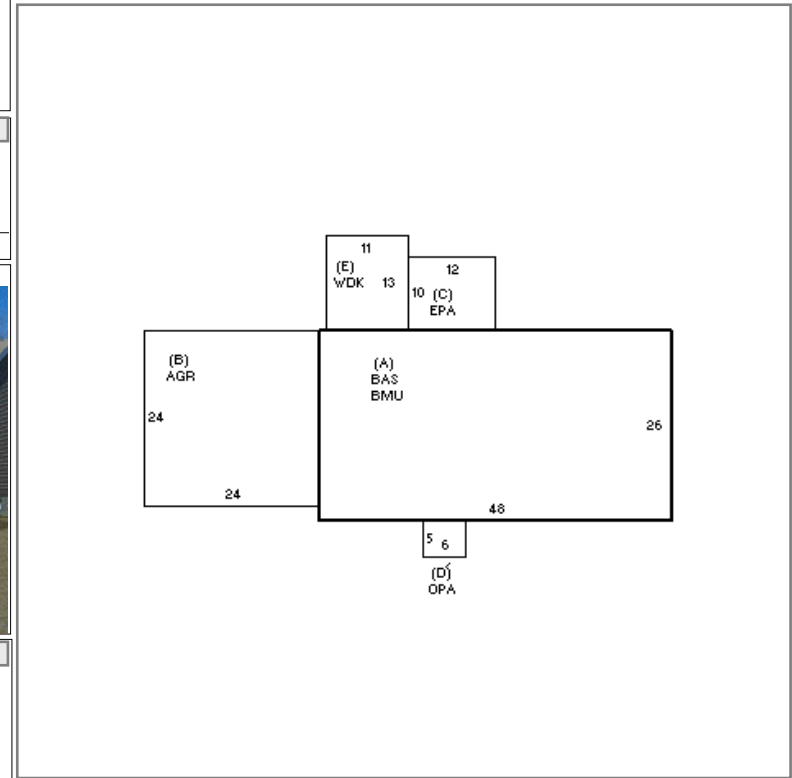 11
(E)
WDK 13
12
10 (C)
EPA
(B)
AGR
24
24
(A)
BAS
BMU
26
48
5 6
(D)
OPA